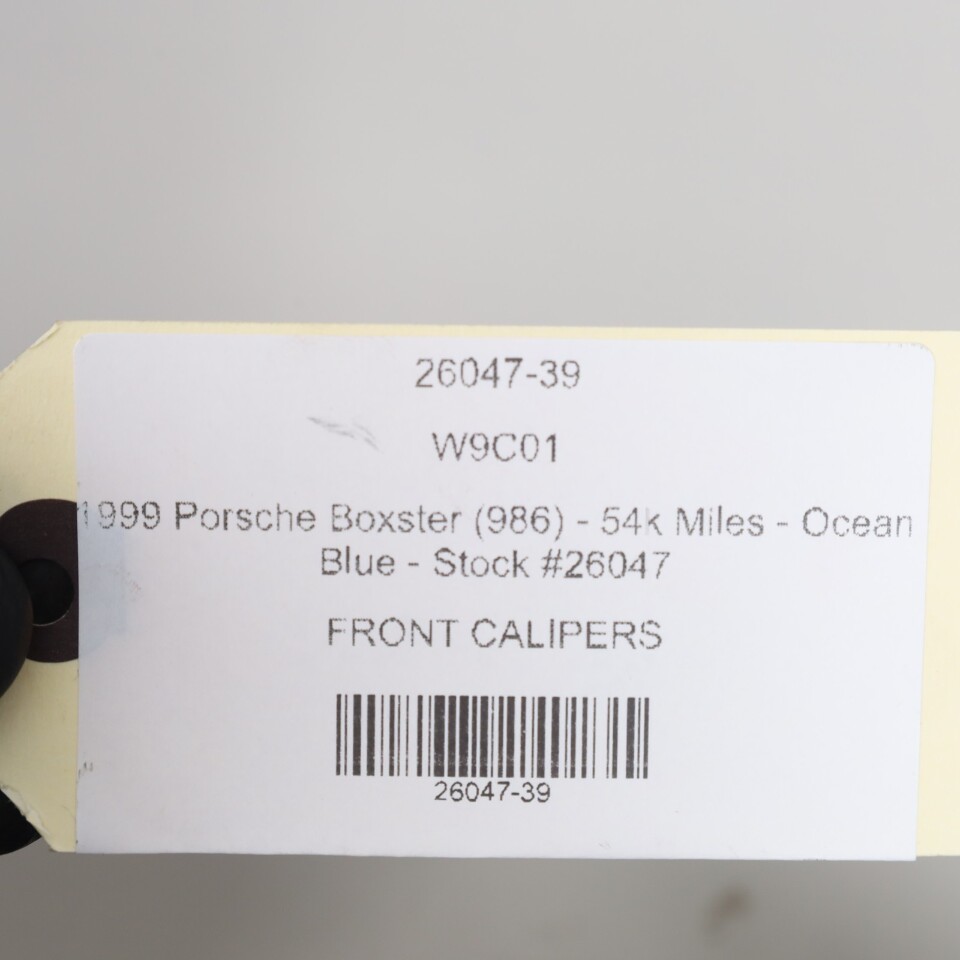 26047-39
W9C01
1999 Porsche Boxster (986) - 54k Miles - Ocean
Blue - Stock #26047
FRONT CALIPERS
26047-39